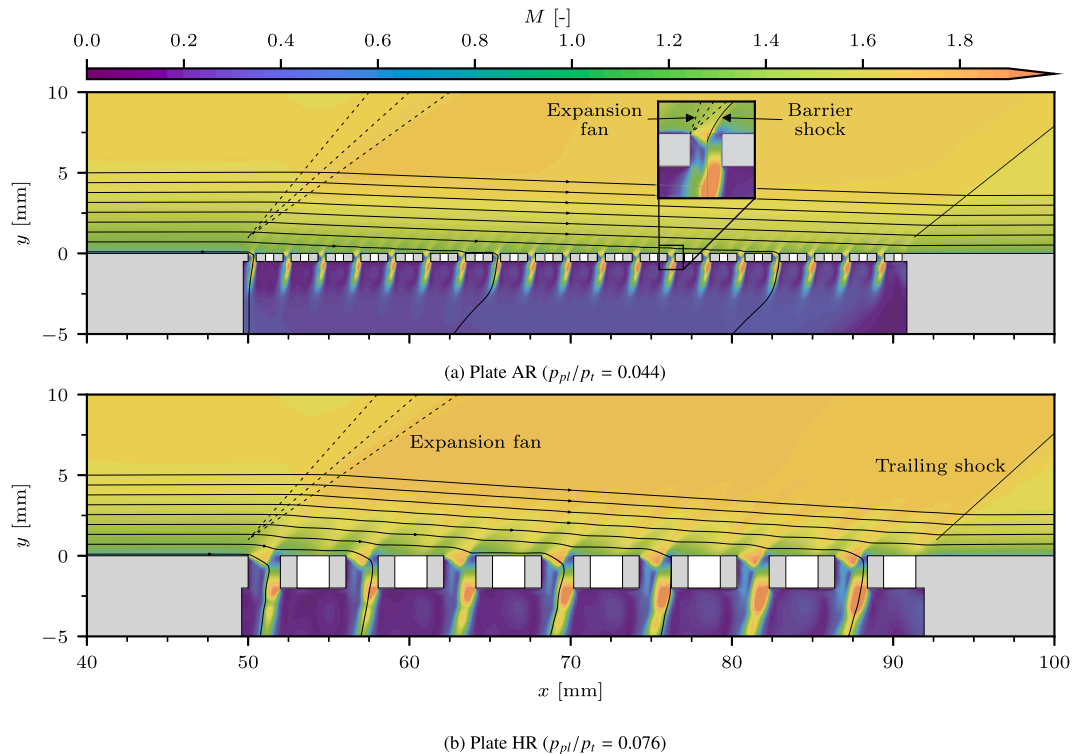 M [-]
0.0 0.2 0.4 0.6 0.8 1.0 1.2 1.4 1.6 1.8
10
5
0
−5
y [mm]
Expansion
fan
Barrier
shock
(a) Plate AR (p_pl/p_t = 0.044)
10
5
0
−5
y [mm]
Expansion fan
Trailing shock
40 50 60 70 80 90 100
x [mm]
(b) Plate HR (p_pl/p_t = 0.076)